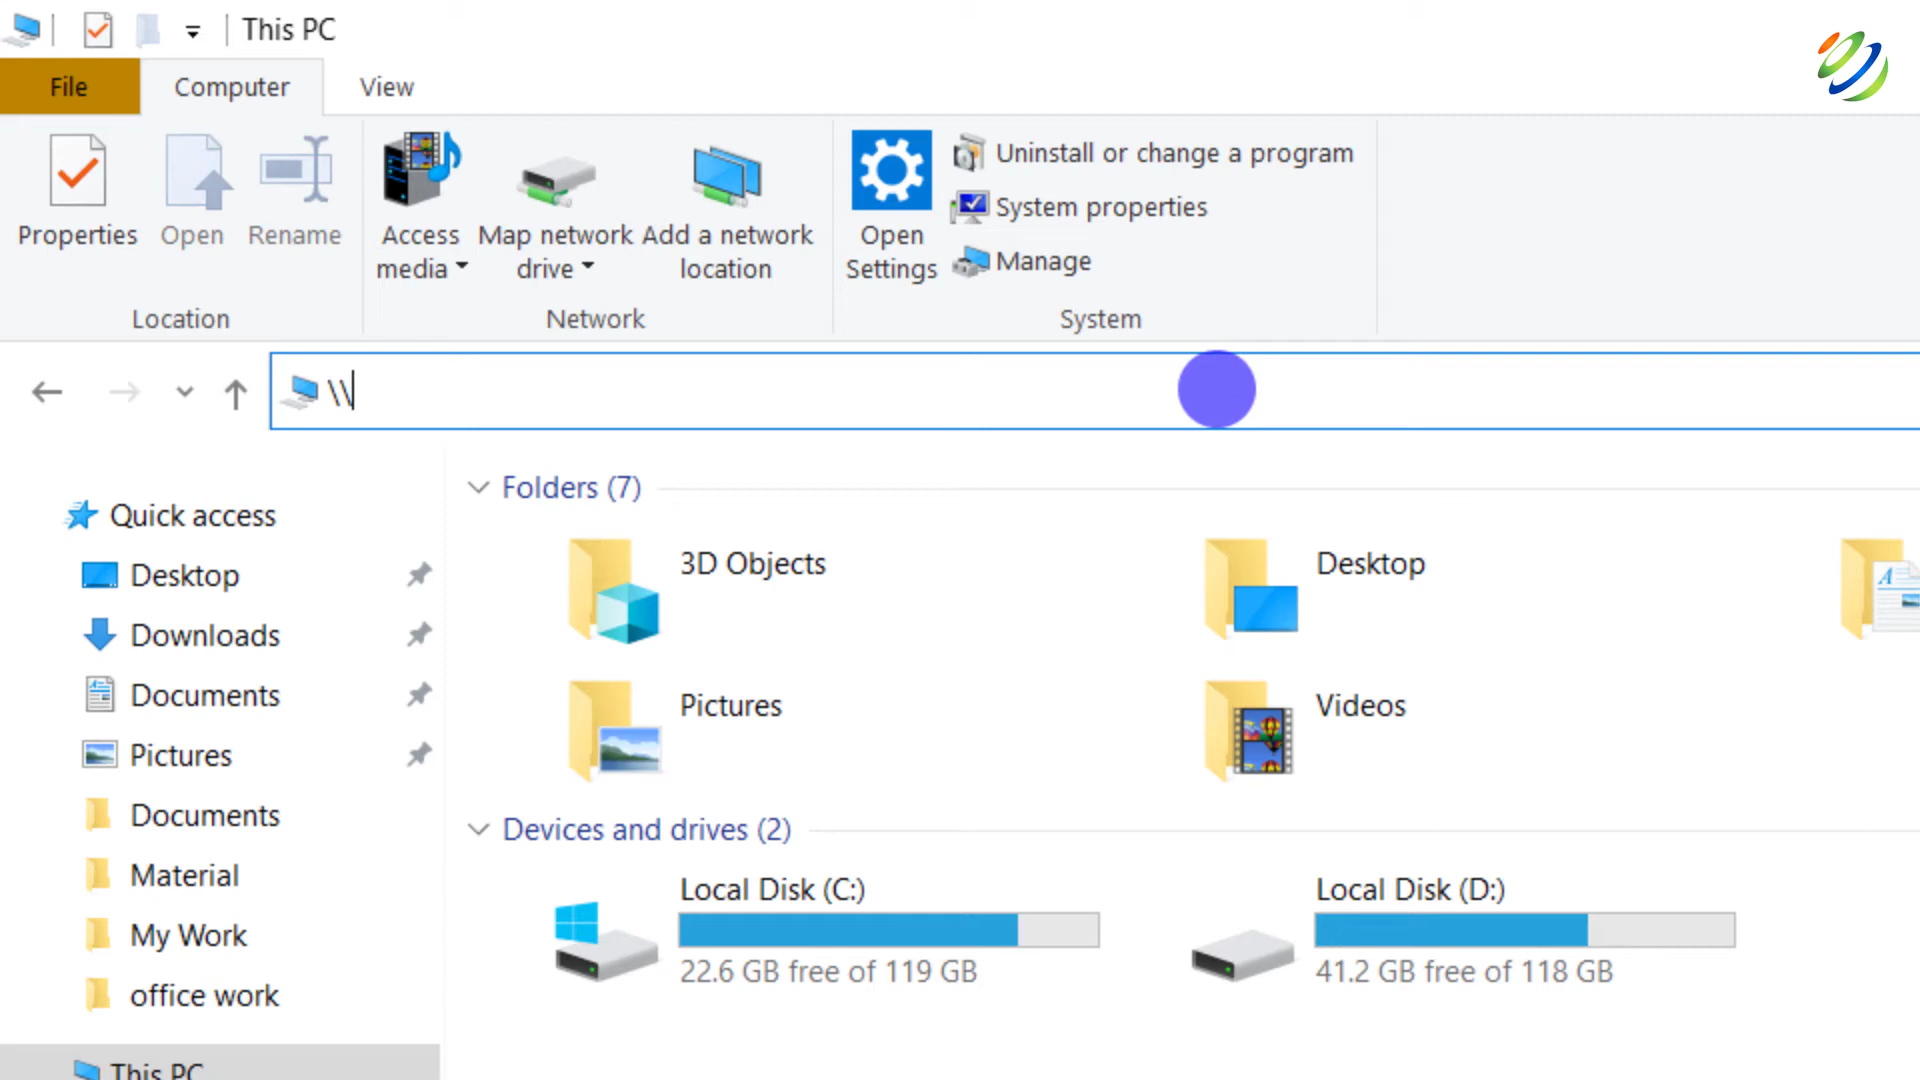 This PC
File
Computer
View
Properties
Open
Rename
Access
media
Map network
drive
Add a network
location
Open
Settings
Uninstall or change a program
System properties
Manage
Location
Network
System
\\
Quick access
Desktop
Downloads
Documents
Pictures
Documents
Material
My Work
office work
This PC
Folders (7)
3D Objects
Desktop
Pictures
Videos
Devices and drives (2)
Local Disk (C:)
22.6 GB free of 119 GB
Local Disk (D:)
41.2 GB free of 118 GB